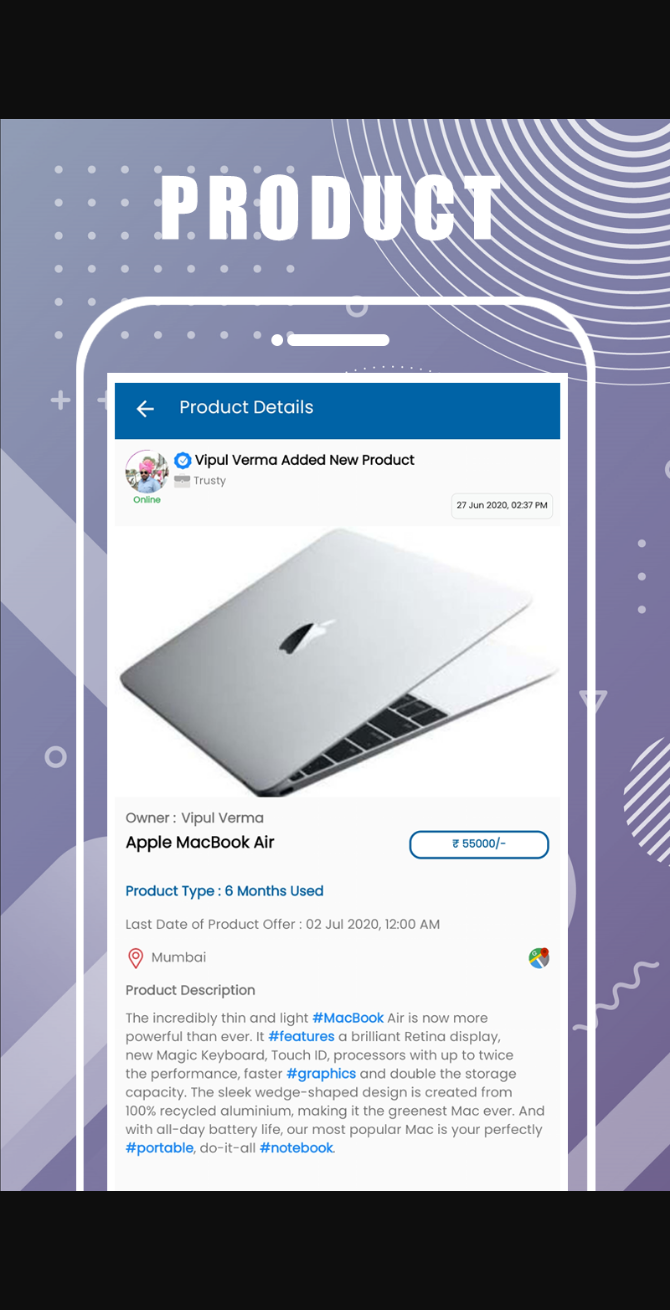 PRODUCT
Product Details
Vipul Verma Added New Product
Trusty
Online
27 Jun 2020, 02:37 PM
Owner : Vipul Verma
Apple MacBook Air
₹ 55000/-
Product Type : 6 Months Used
Last Date of Product Offer : 02 Jul 2020, 12:00 AM
Mumbai
Product Description
The incredibly thin and light #MacBook Air is now more
powerful than ever. It #features a brilliant Retina display,
new Magic Keyboard, Touch ID, processors with up to twice
the performance, faster #graphics and double the storage
capacity. The sleek wedge-shaped design is created from
100% recycled aluminium, making it the greenest Mac ever. And
with all-day battery life, our most popular Mac is your perfectly
#portable, do-it-all #notebook.